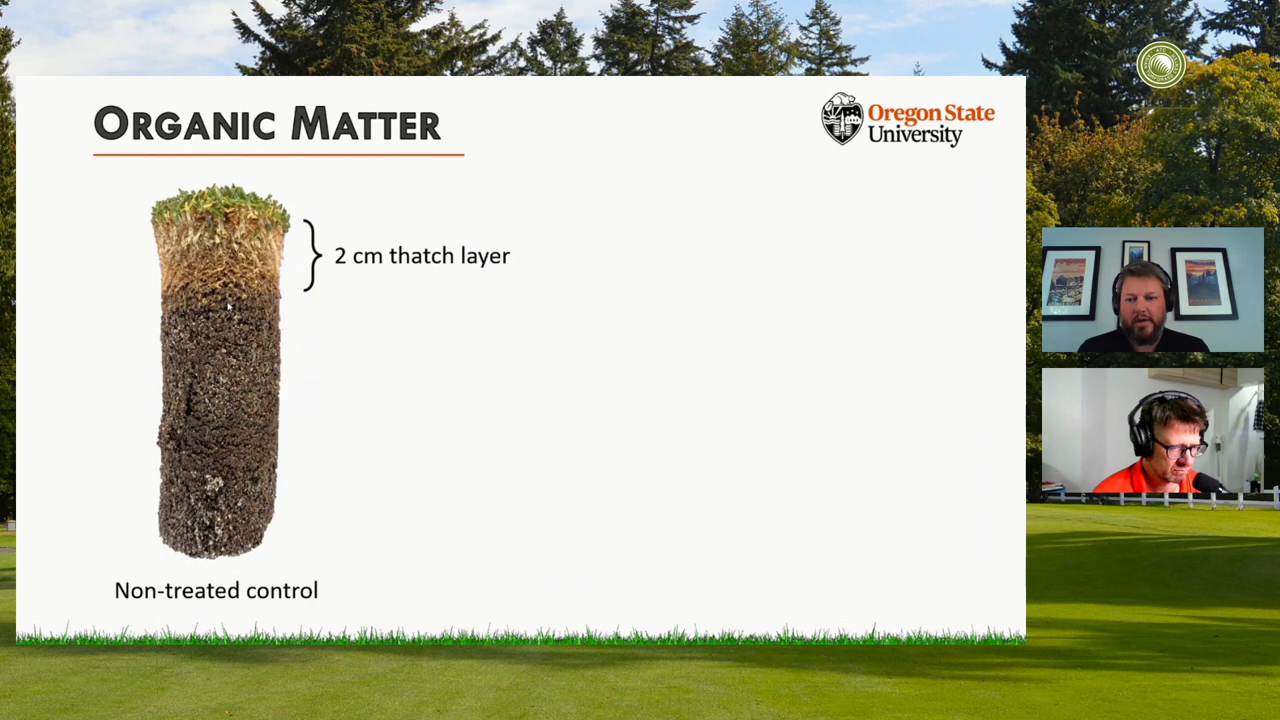 Organic Matter
Oregon State
University
2 cm thatch layer
Non-treated control